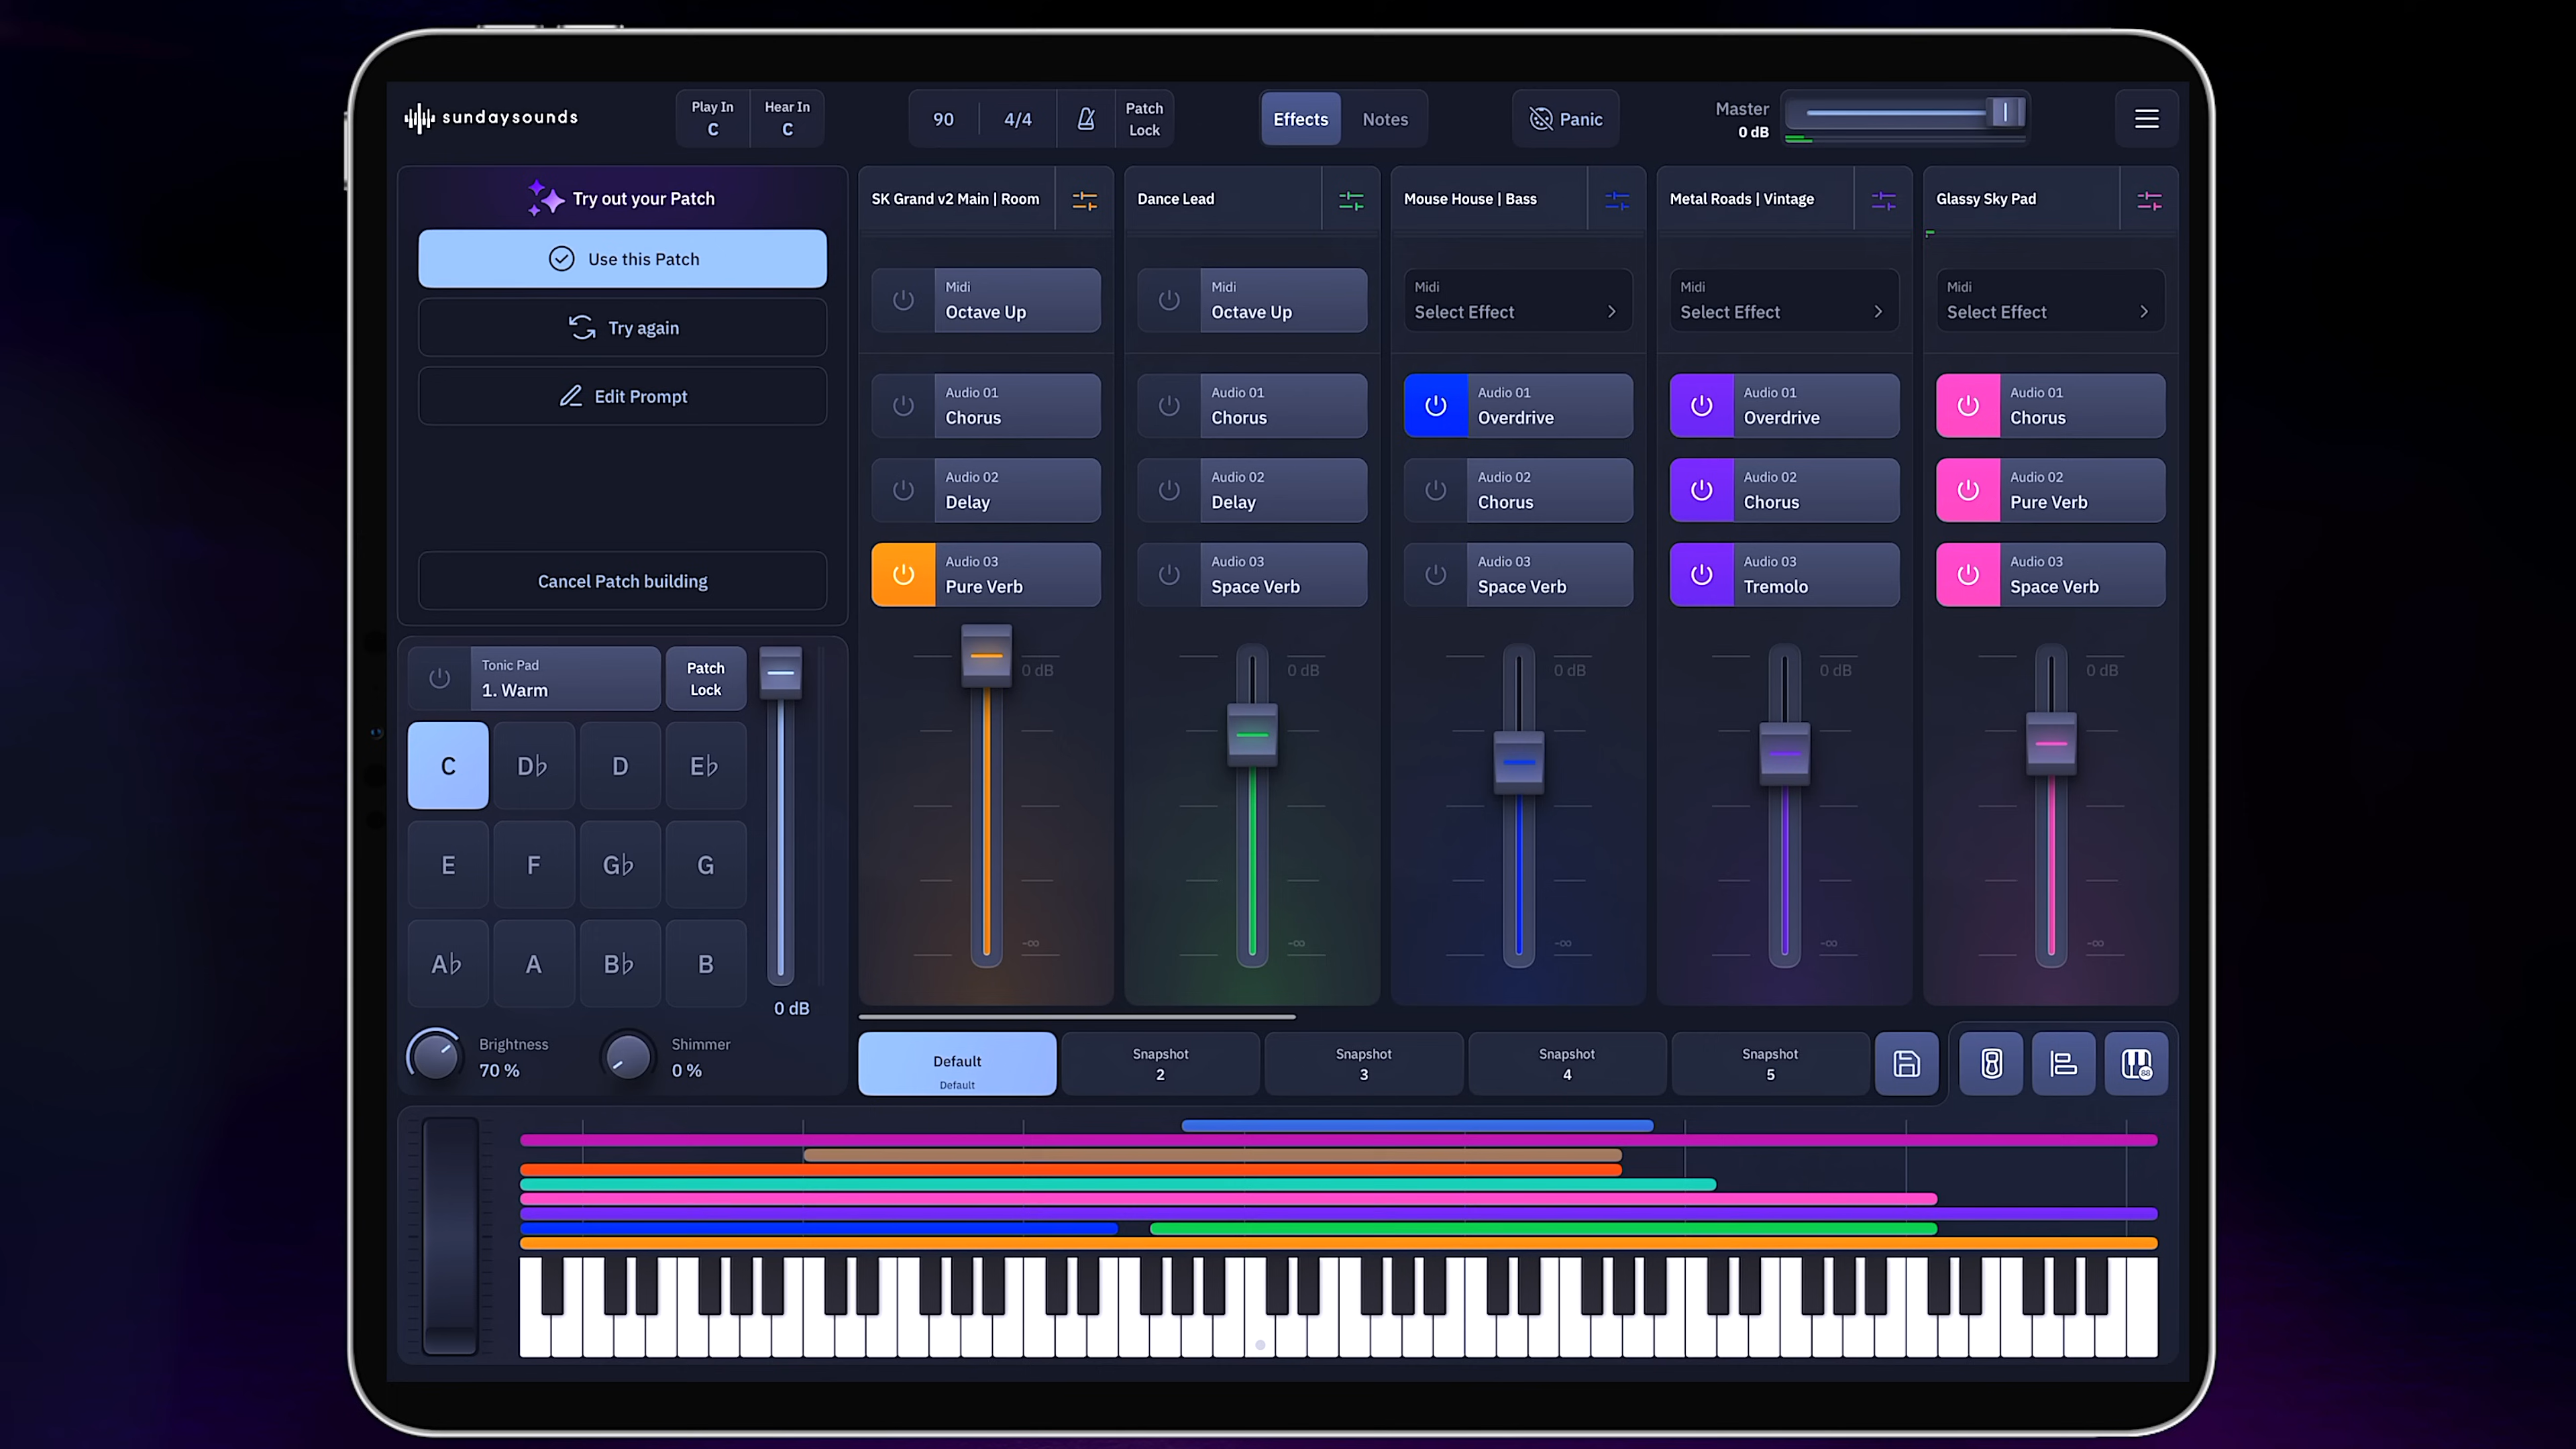 sundaysounds
Play In
C
Hear In
C
90
4/4
Patch
Lock
Effects
Notes
Panic
Master
0 dB
Try out your Patch
Use this Patch
Try again
Edit Prompt
Cancel Patch building
SK Grand v2 Main | Room
Midi
Octave Up
Audio 01
Chorus
Audio 02
Delay
Audio 03
Pure Verb
0 dB
-∞
Dance Lead
Midi
Octave Up
Audio 01
Chorus
Audio 02
Delay
Audio 03
Space Verb
0 dB
-∞
Mouse House | Bass
Midi
Select Effect
Audio 01
Overdrive
Audio 02
Chorus
Audio 03
Space Verb
0 dB
-∞
Metal Roads | Vintage
Midi
Select Effect
Audio 01
Overdrive
Audio 02
Chorus
Audio 03
Tremolo
0 dB
-∞
Glassy Sky Pad
Midi
Select Effect
Audio 01
Chorus
Audio 02
Pure Verb
Audio 03
Space Verb
0 dB
-∞
Tonic Pad
1. Warm
Patch
Lock
C D♭ D E♭
E F G♭ G
A♭ A B♭ B
0 dB
Brightness
70 %
Shimmer
0 %
Default
Default
Snapshot
2
Snapshot
3
Snapshot
4
Snapshot
5
88